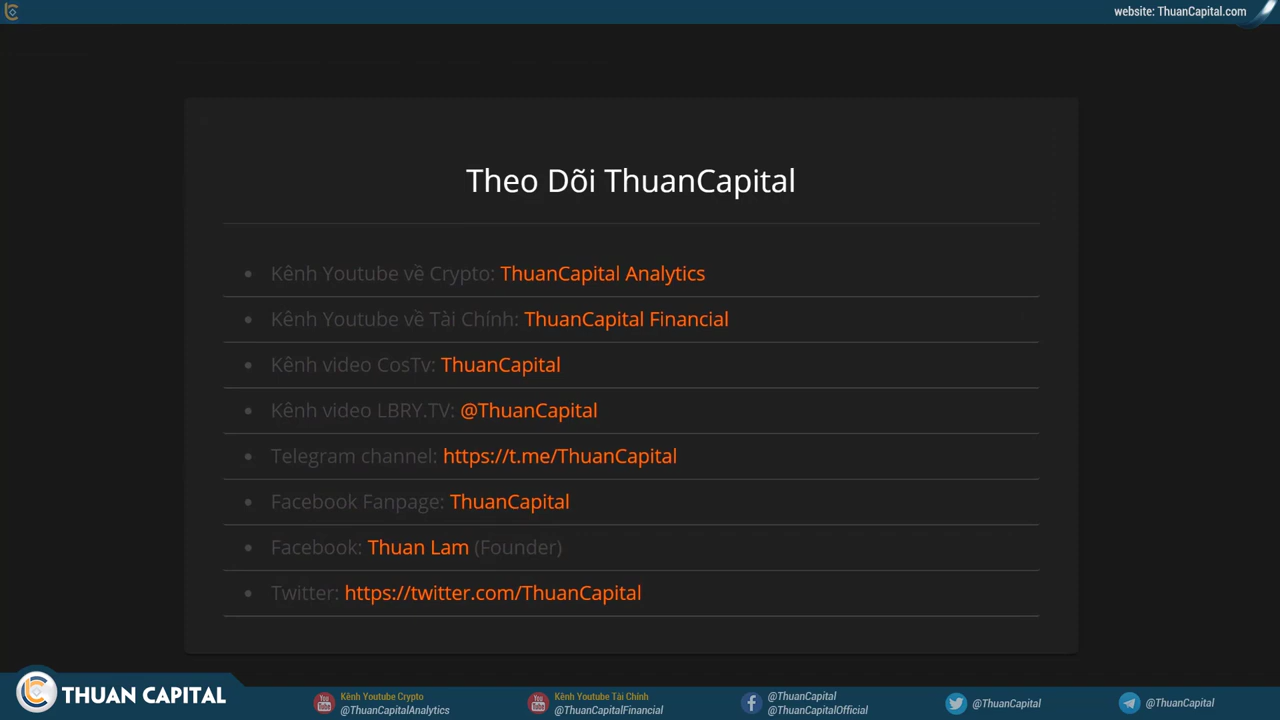 website: ThuanCapital.com
Theo Dõi ThuanCapital
Kênh Youtube về Crypto: ThuanCapital Analytics
Kênh Youtube về Tài Chính: ThuanCapital Financial
Kênh video CosTv: ThuanCapital
Kênh video LBRY.TV: @ThuanCapital
Telegram channel: https://t.me/ThuanCapital
Facebook Fanpage: ThuanCapital
Facebook: Thuan Lam (Founder)
Twitter: https://twitter.com/ThuanCapital
THUAN CAPITAL
Kênh Youtube Crypto
@ThuanCapitalAnalytics
Kênh Youtube Tài Chính
@ThuanCapitalFinancial
@ThuanCapital
@ThuanCapitalOfficial
@ThuanCapital
@ThuanCapital